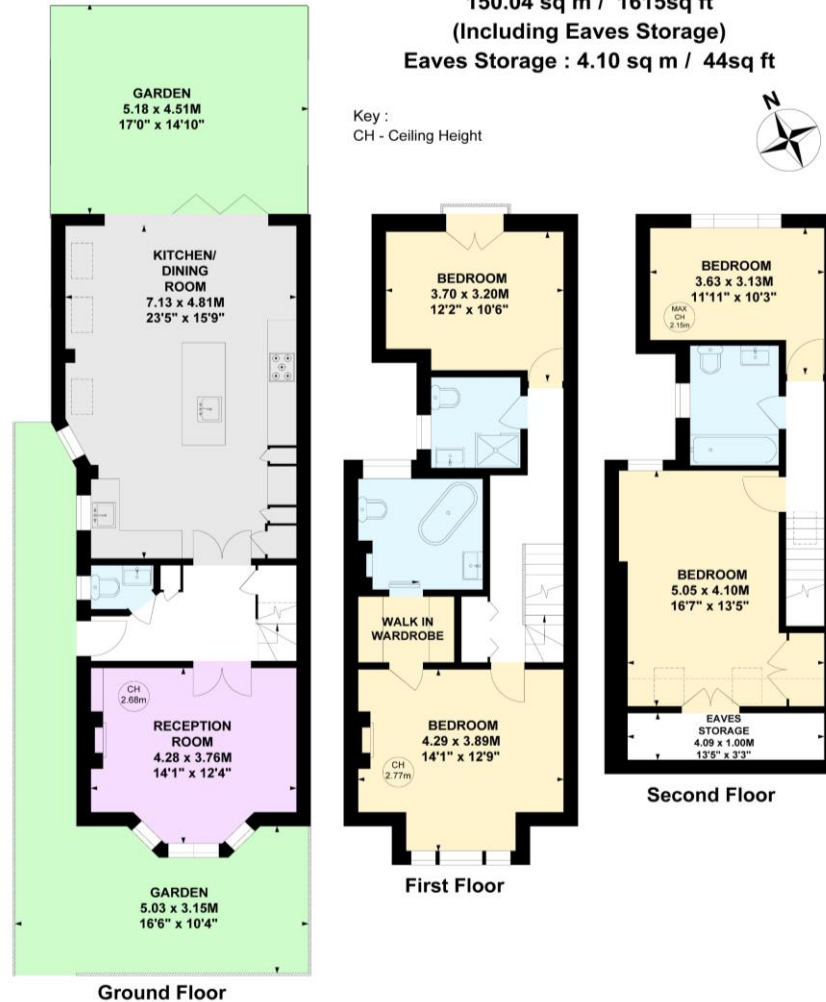 150.04 sq m / 1615sq ft
(Including Eaves Storage)
Eaves Storage : 4.10 sq m / 44sq ft
Key :
CH - Ceiling Height
N
GARDEN
5.18 x 4.51M
17'0" x 14'10"
KITCHEN/
DINING
ROOM
7.13 x 4.81M
23'5" x 15'9"
CH
2.68m
RECEPTION
ROOM
4.28 x 3.76M
14'1" x 12'4"
GARDEN
5.03 x 3.15M
16'6" x 10'4"
Ground Floor
BEDROOM
3.70 x 3.20M
12'2" x 10'6"
WALK IN
WARDROBE
BEDROOM
4.29 x 3.89M
14'1" x 12'9"
CH
2.77m
First Floor
BEDROOM
3.63 x 3.13M
11'11" x 10'3"
MAX
CH
2.15m
BEDROOM
5.05 x 4.10M
16'7" x 13'5"
EAVES
STORAGE
4.09 x 1.00M
13'5" x 3'3"
Second Floor